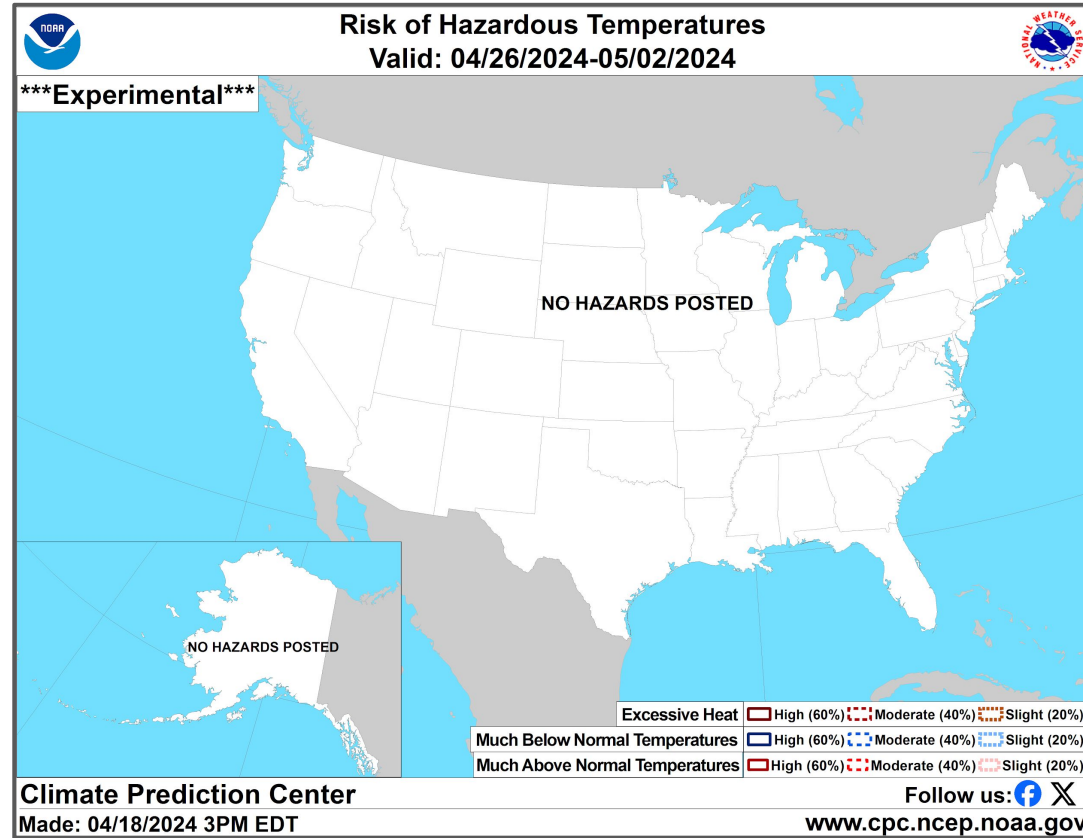 NOAA
Risk of Hazardous Temperatures
Valid: 04/26/2024-05/02/2024
NATIONAL WEATHER SERVICE
***Experimental***
NO HAZARDS POSTED
NO HAZARDS POSTED
Excessive Heat High (60%) Moderate (40%) Slight (20%)
Much Below Normal Temperatures High (60%) Moderate (40%) Slight (20%)
Much Above Normal Temperatures High (60%) Moderate (40%) Slight (20%)
Climate Prediction Center
Follow us:
Made: 04/18/2024 3PM EDT
www.cpc.ncep.noaa.gov